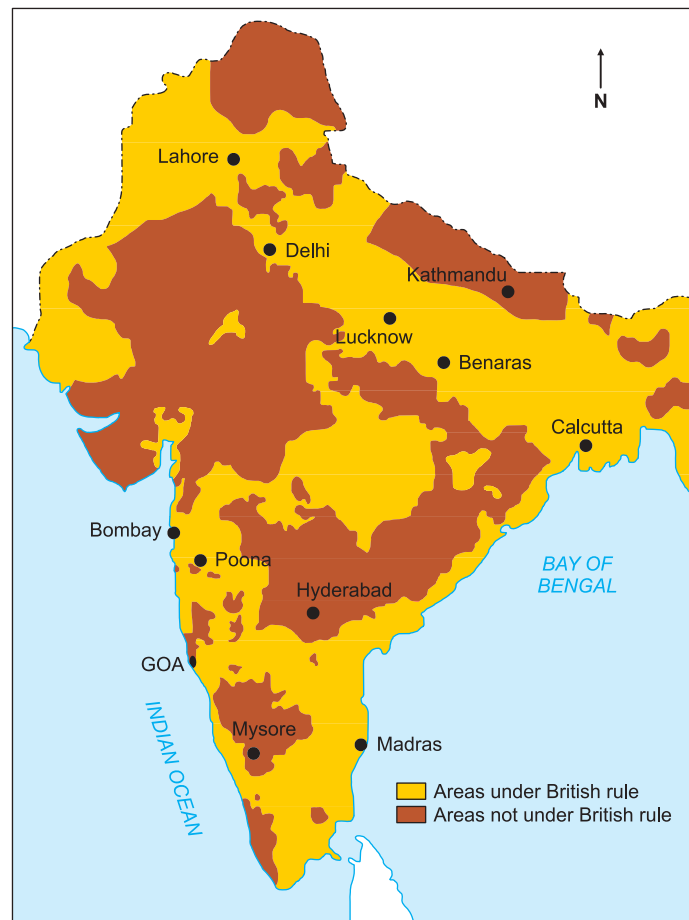 N
Lahore
Delhi
Kathmandu
Lucknow
Benaras
Calcutta
Bombay
Poona
BAY OF
BENGAL
Hyderabad
GOA
INDIAN OCEAN
Mysore
Madras
Areas under British rule
Areas not under British rule